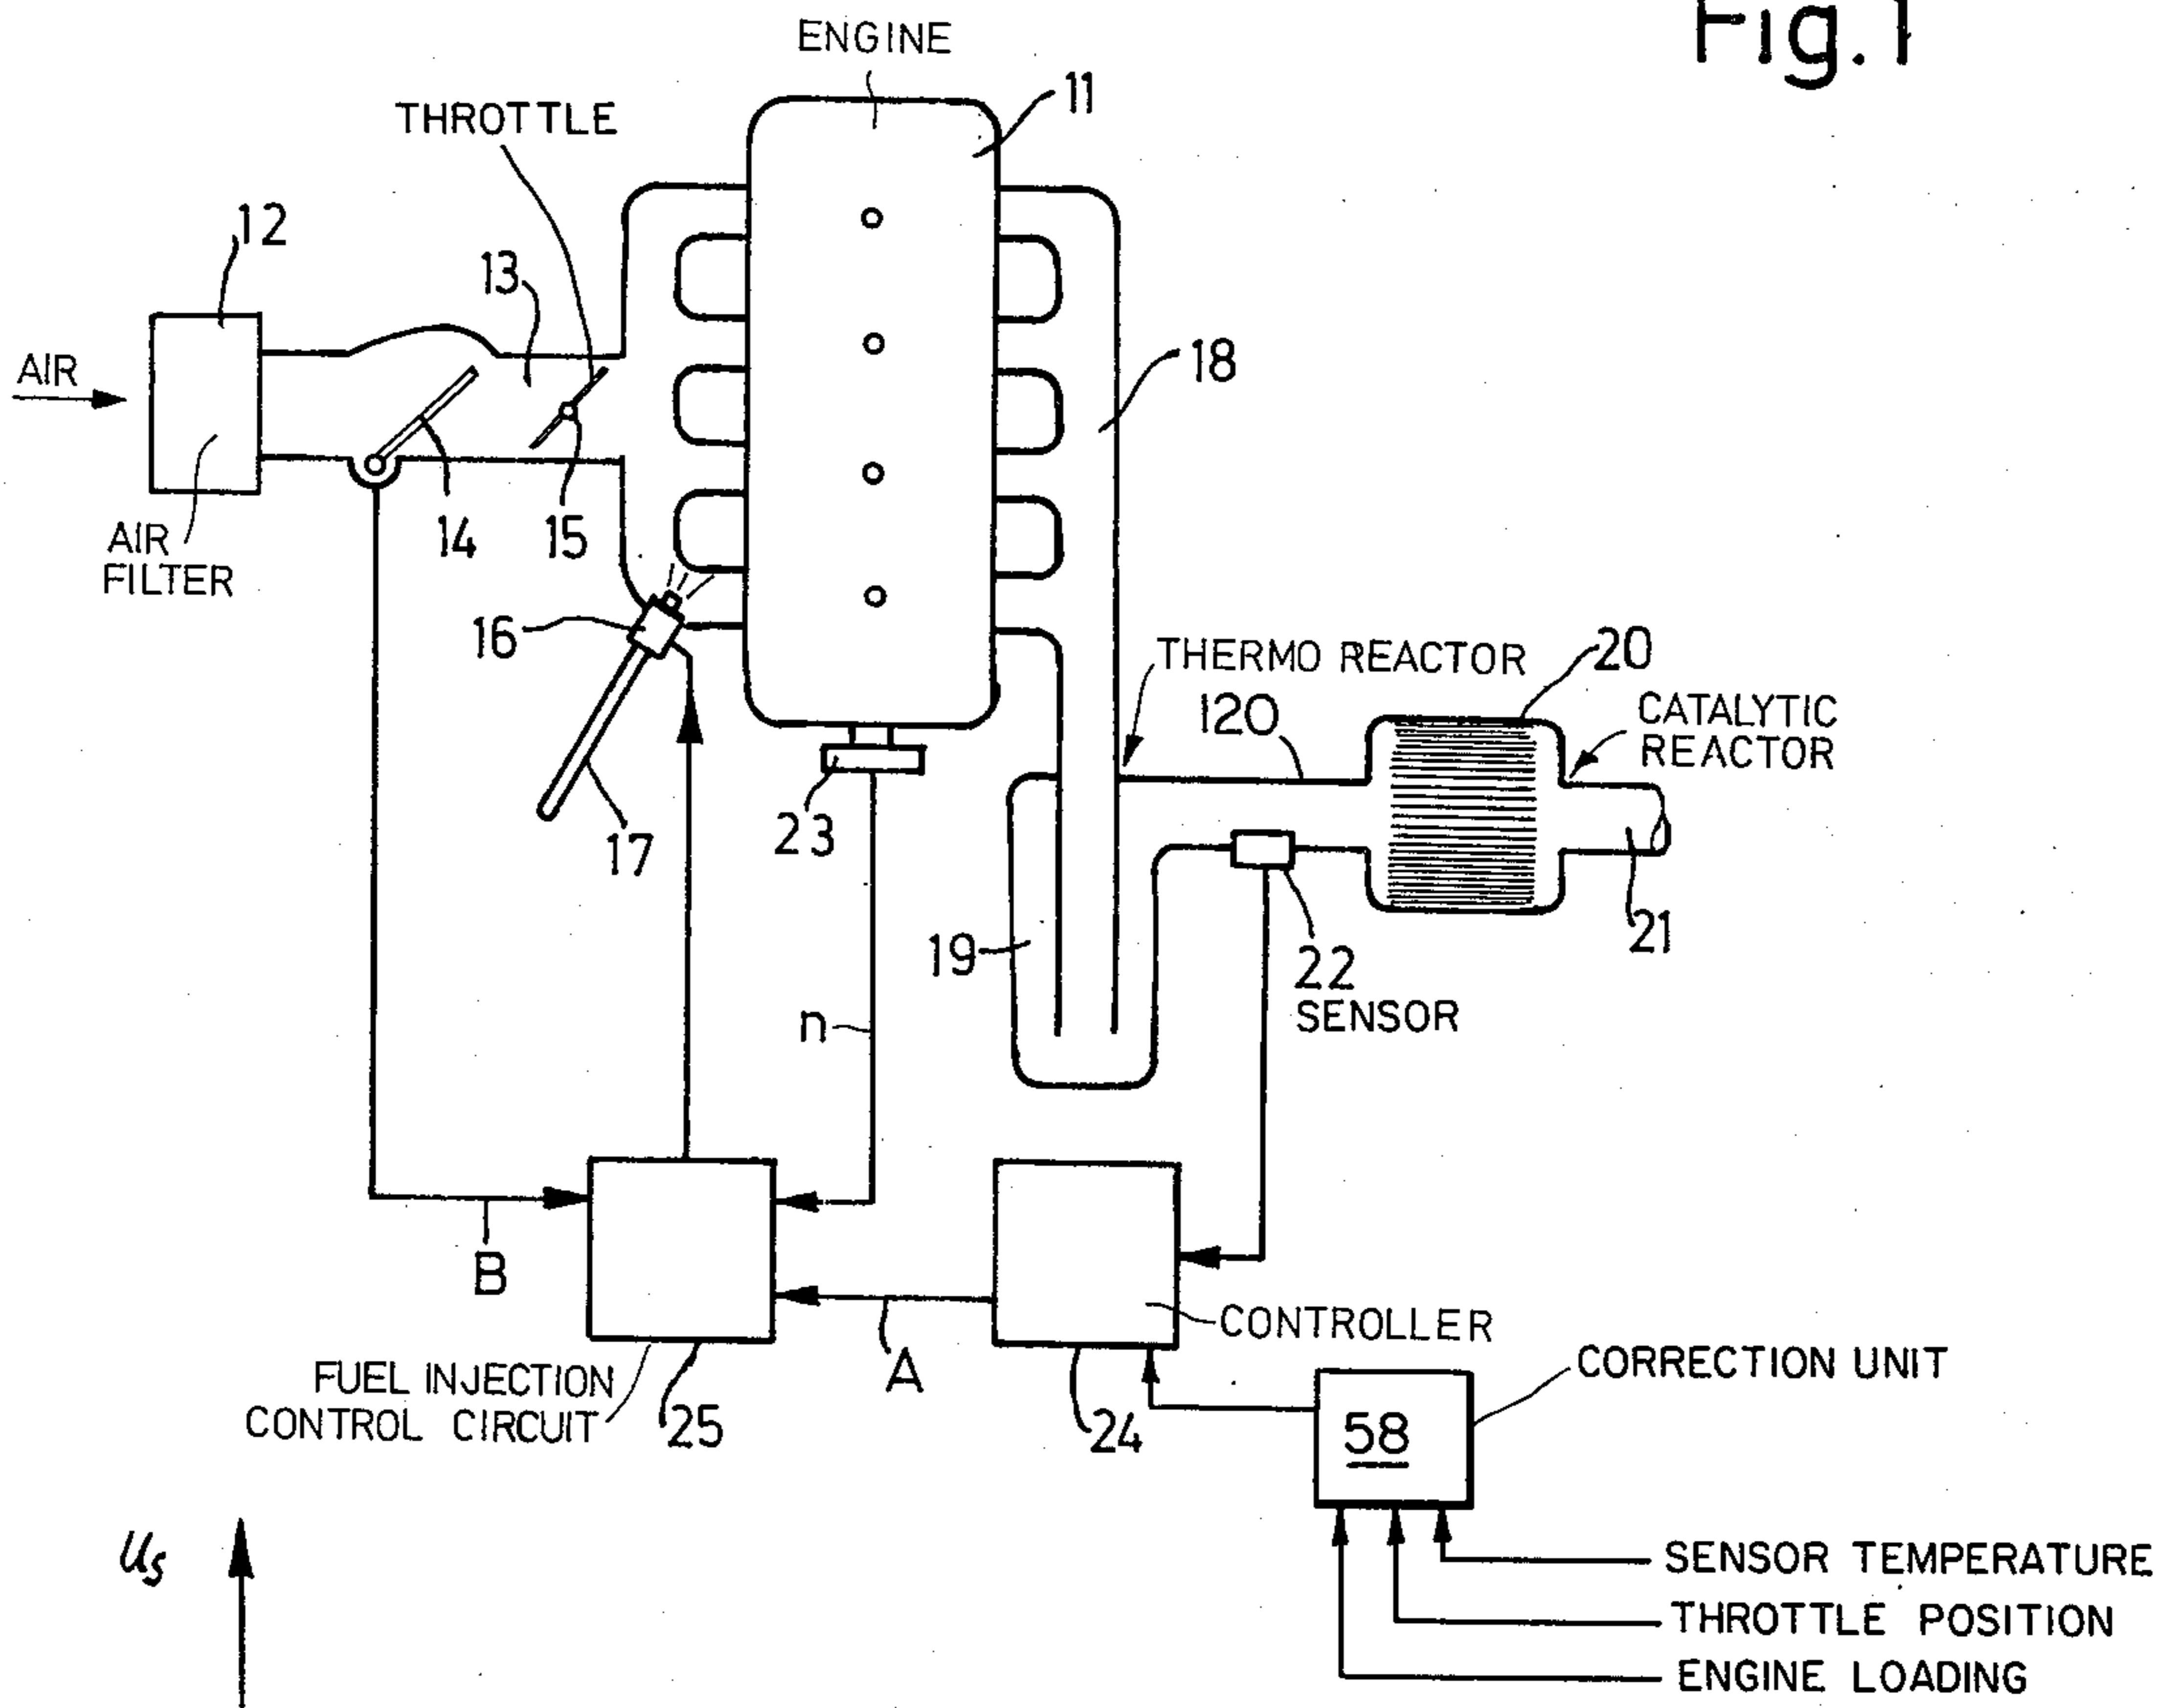 Fig.1
ENGINE
11
THROTTLE
12
13
AIR
18
14
15
AIR
FILTER
16
THERMO REACTOR
20
120
CATALYTIC
REACTOR
23
17
21
19
22
SENSOR
n
B
A
CONTROLLER
FUEL INJECTION
CONTROL CIRCUIT
25
24
CORRECTION UNIT
58
us
SENSOR TEMPERATURE
THROTTLE POSITION
ENGINE LOADING